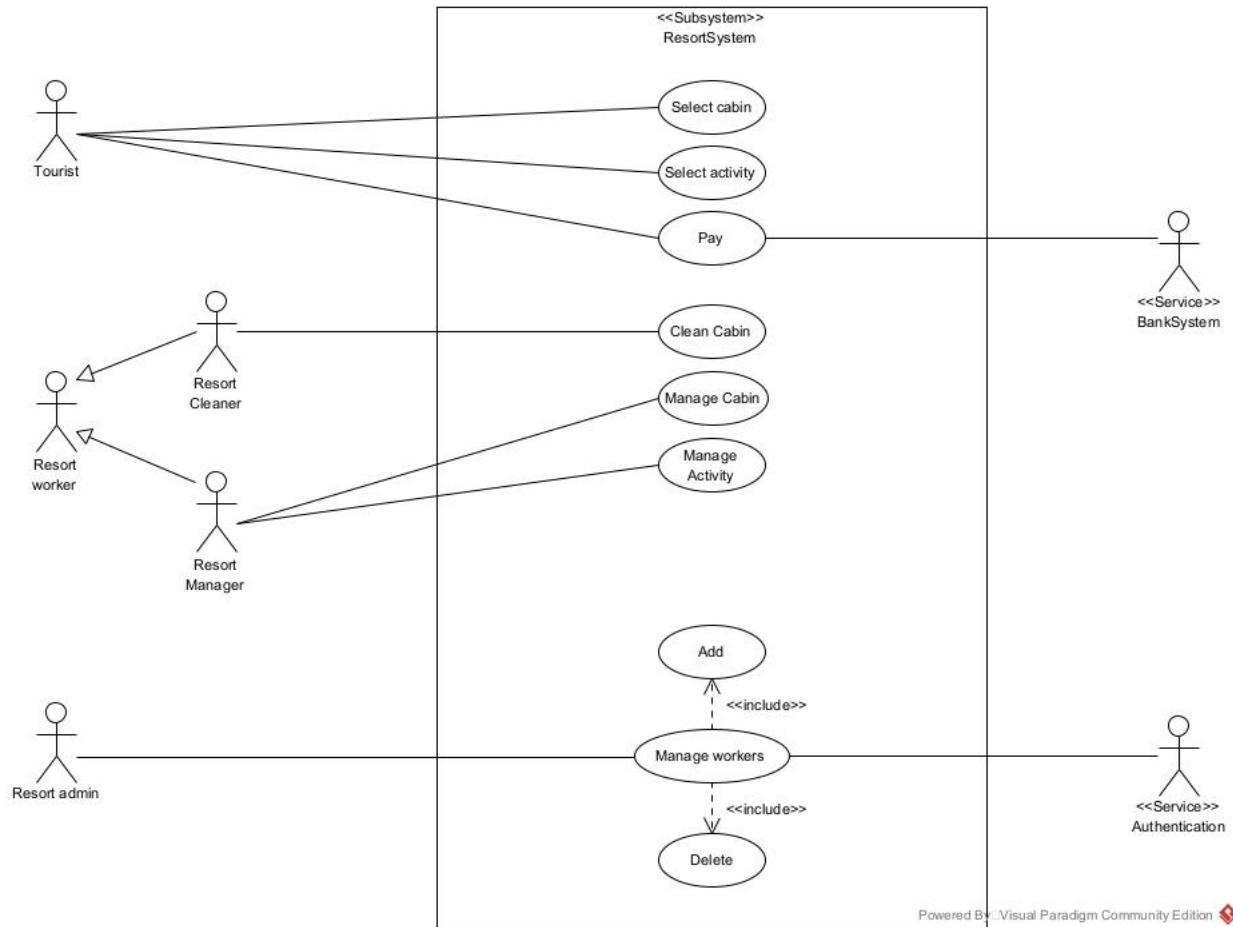 <<Subsystem>>
ResortSystem
Select cabin
Tourist
Select activity
Pay
<<Service>>
BankSystem
Clean Cabin
Resort
Cleaner
Manage Cabin
Resort
worker
Manage
Activity
Resort
Manager
Add
<<include>>
Manage workers
Resort admin
<<include>>
<<Service>>
Authentication
Delete
Powered By Visual Paradigm Community Edition